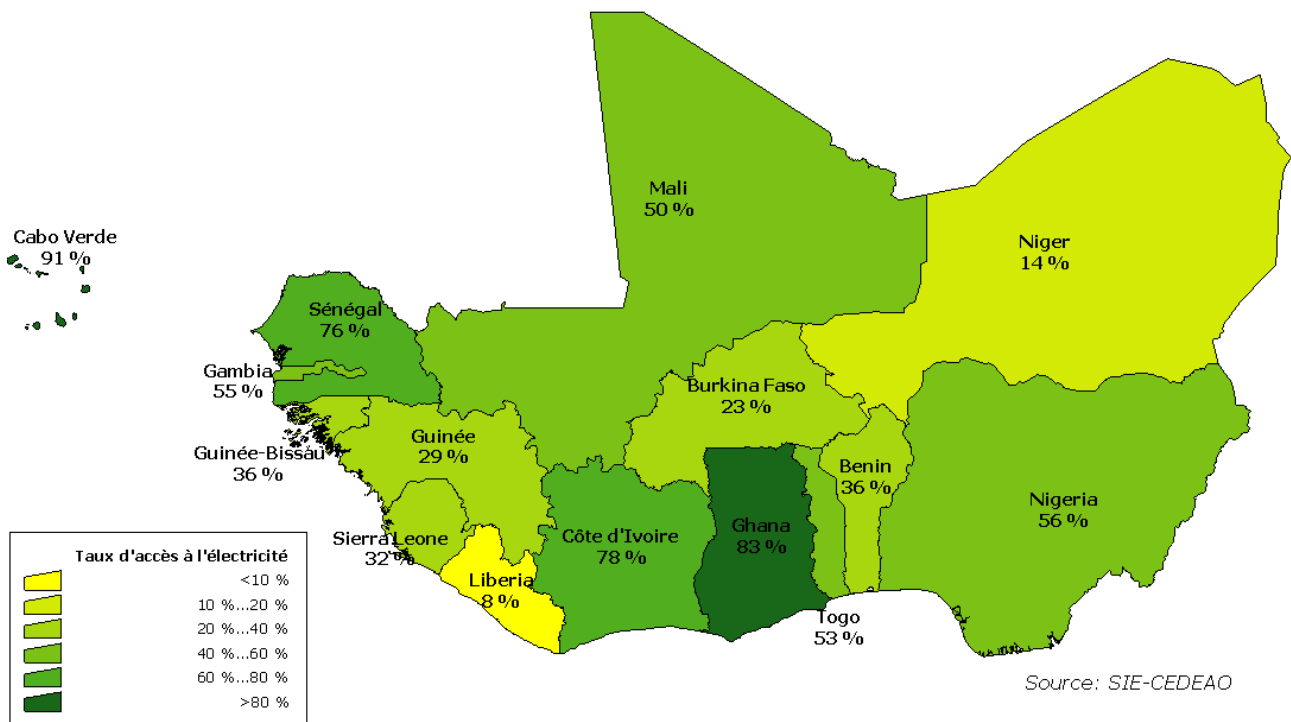 Mali
50 %
Niger
14 %
Cabo Verde
91 %
Sénégal
76 %
Gambia
55 %
Burkina Faso
23 %
Guinée
29 %
Guinée-Bissau
36 %
Benin
36 %
Nigeria
56 %
Sierra Leone
32 %
Côte d'Ivoire
78 %
Ghana
83 %
Liberia
8 %
Togo
53 %
Taux d'accès à l'électricité
<10 %
10 %...20 %
20 %...40 %
40 %...60 %
60 %...80 %
>80 %
Source: SIE-CEDEAO